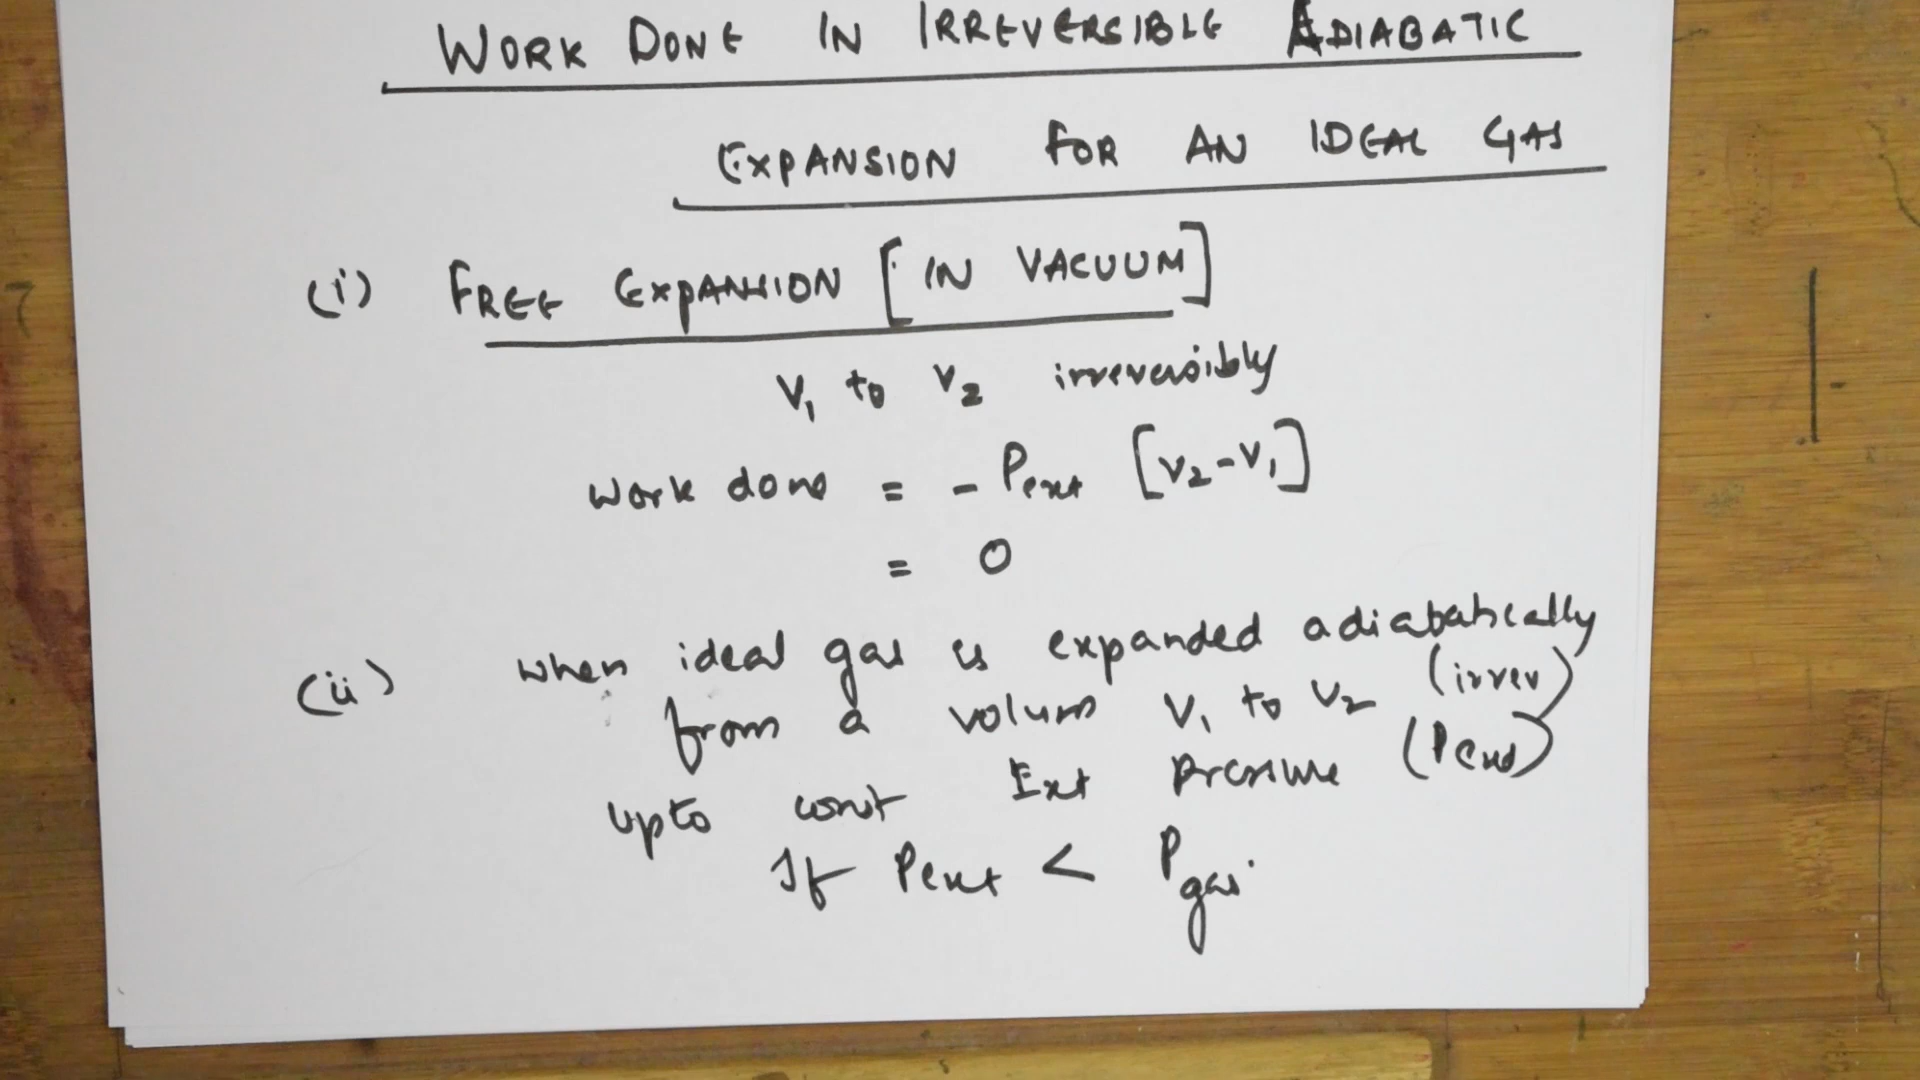 WORK DONE IN IRREVERSIBLE ADIABATIC
EXPANSION FOR AN IDEAL GAS
(i) FREE EXPANSION [IN VACUUM]
V₁ to V₂ irreversibly
Work done = - Pext [V₂-V₁]
= 0
(ii) when ideal gas is expanded adiabatically
from a volume V₁ to V₂ (irrev)
upto const Ext pressure (Pext)
If Pext < Pgas.